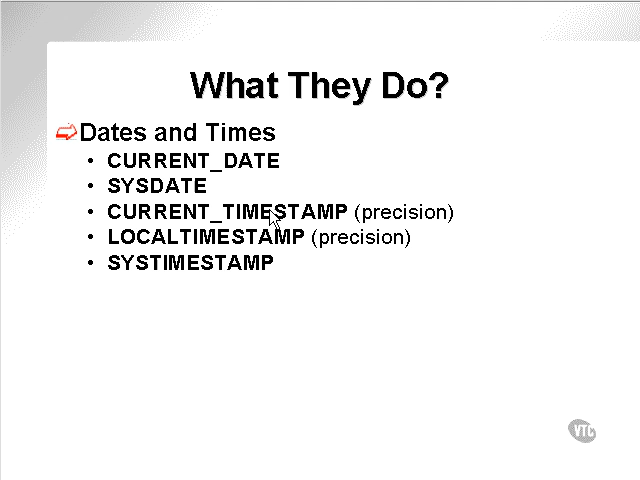 What They Do?
Dates and Times
• CURRENT_DATE
• SYSDATE
• CURRENT_TIMESTAMP (precision)
• LOCALTIMESTAMP (precision)
• SYSTIMESTAMP
VTC